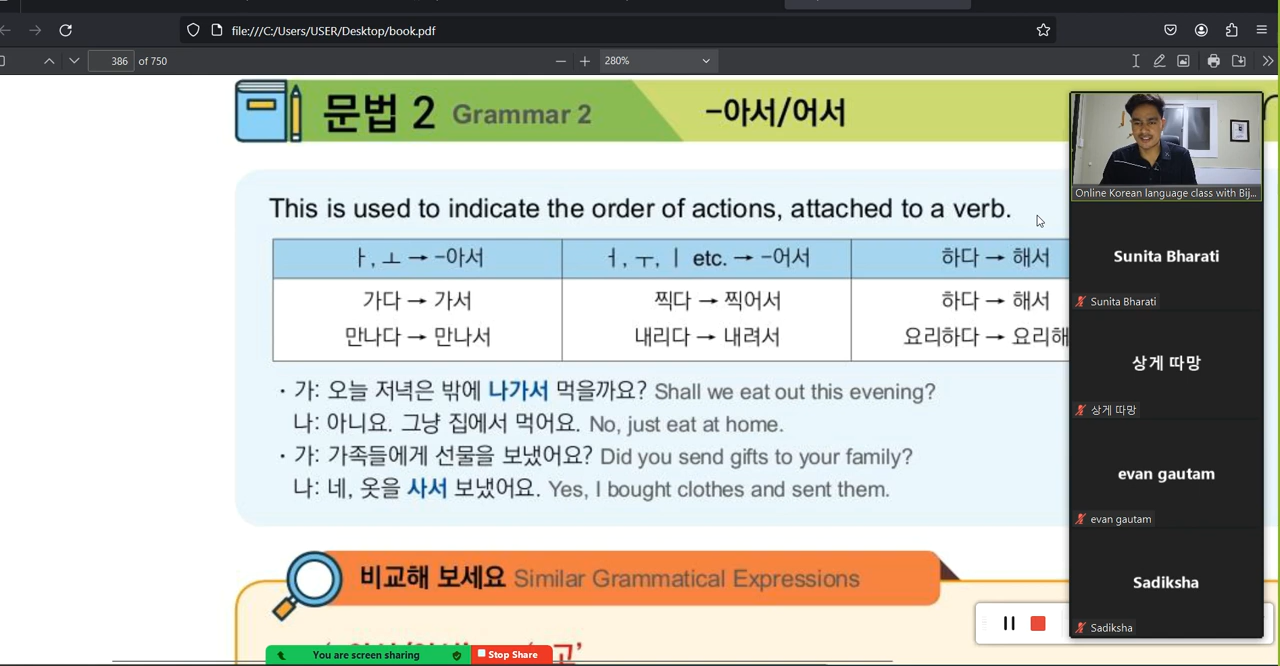 file:///C:/Users/USER/Desktop/book.pdf
386 of 750
280%
문법 2 Grammar 2
-아서/어서
This is used to indicate the order of actions, attached to a verb.
ㅏ, ㅗ → -아서
ㅓ, ㅜ, ㅣ etc. → -어서
하다 → 해서
가다 → 가서
찍다 → 찍어서
하다 → 해서
만나다 → 만나서
내리다 → 내려서
요리하다 → 요리해
· 가: 오늘 저녁은 밖에 나가서 먹을까요? Shall we eat out this evening?
나: 아니요. 그냥 집에서 먹어요. No, just eat at home.
· 가: 가족들에게 선물을 보냈어요? Did you send gifts to your family?
나: 네, 옷을 사서 보냈어요. Yes, I bought clothes and sent them.
비교해 보세요 Similar Grammatical Expressions
고'
You are screen sharing
Stop Share
Online Korean language class with Bij...
Sunita Bharati
Sunita Bharati
상게 따망
상게 따망
evan gautam
evan gautam
Sadiksha
Sadiksha